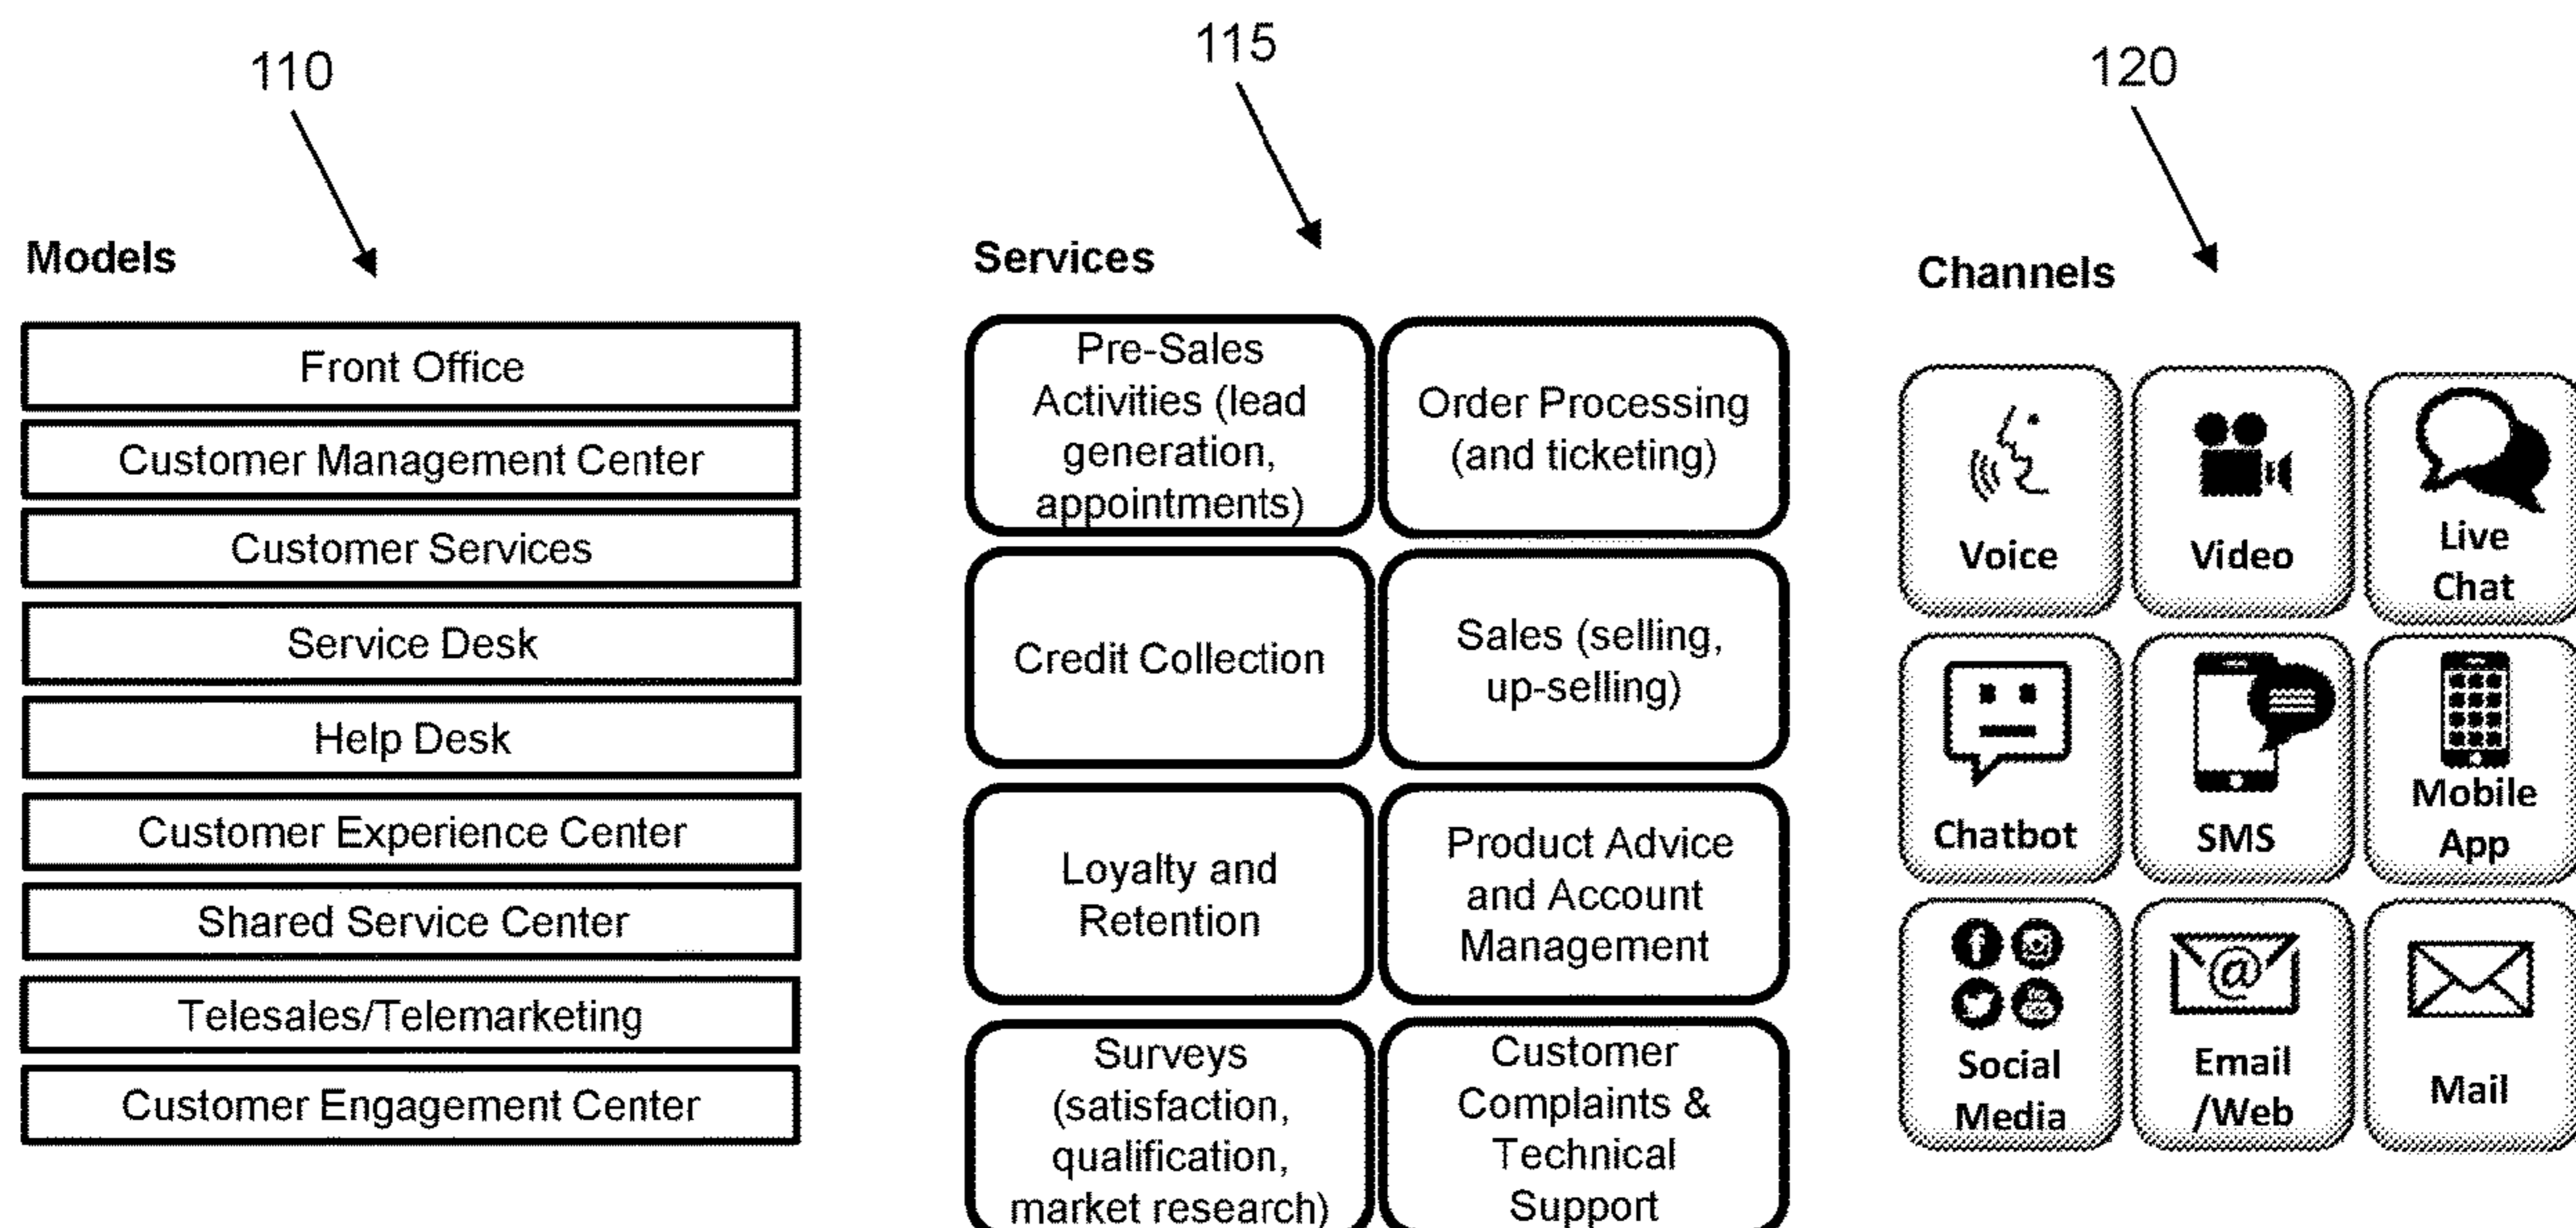 110
115
120
Models
Services
Channels
Front Office
Customer Management Center
Customer Services
Service Desk
Help Desk
Customer Experience Center
Shared Service Center
Telesales/Telemarketing
Customer Engagement Center
Pre-Sales
Activities (lead
generation,
appointments)
Order Processing
(and ticketing)
Credit Collection
Sales (selling,
up-selling)
Loyalty and
Retention
Product Advice
and Account
Management
Surveys
(satisfaction,
qualification,
market research)
Customer
Complaints &
Technical
Support
Voice
Video
Live
Chat
Chatbot
SMS
Mobile
App
Social
Media
@
Email
/Web
Mail